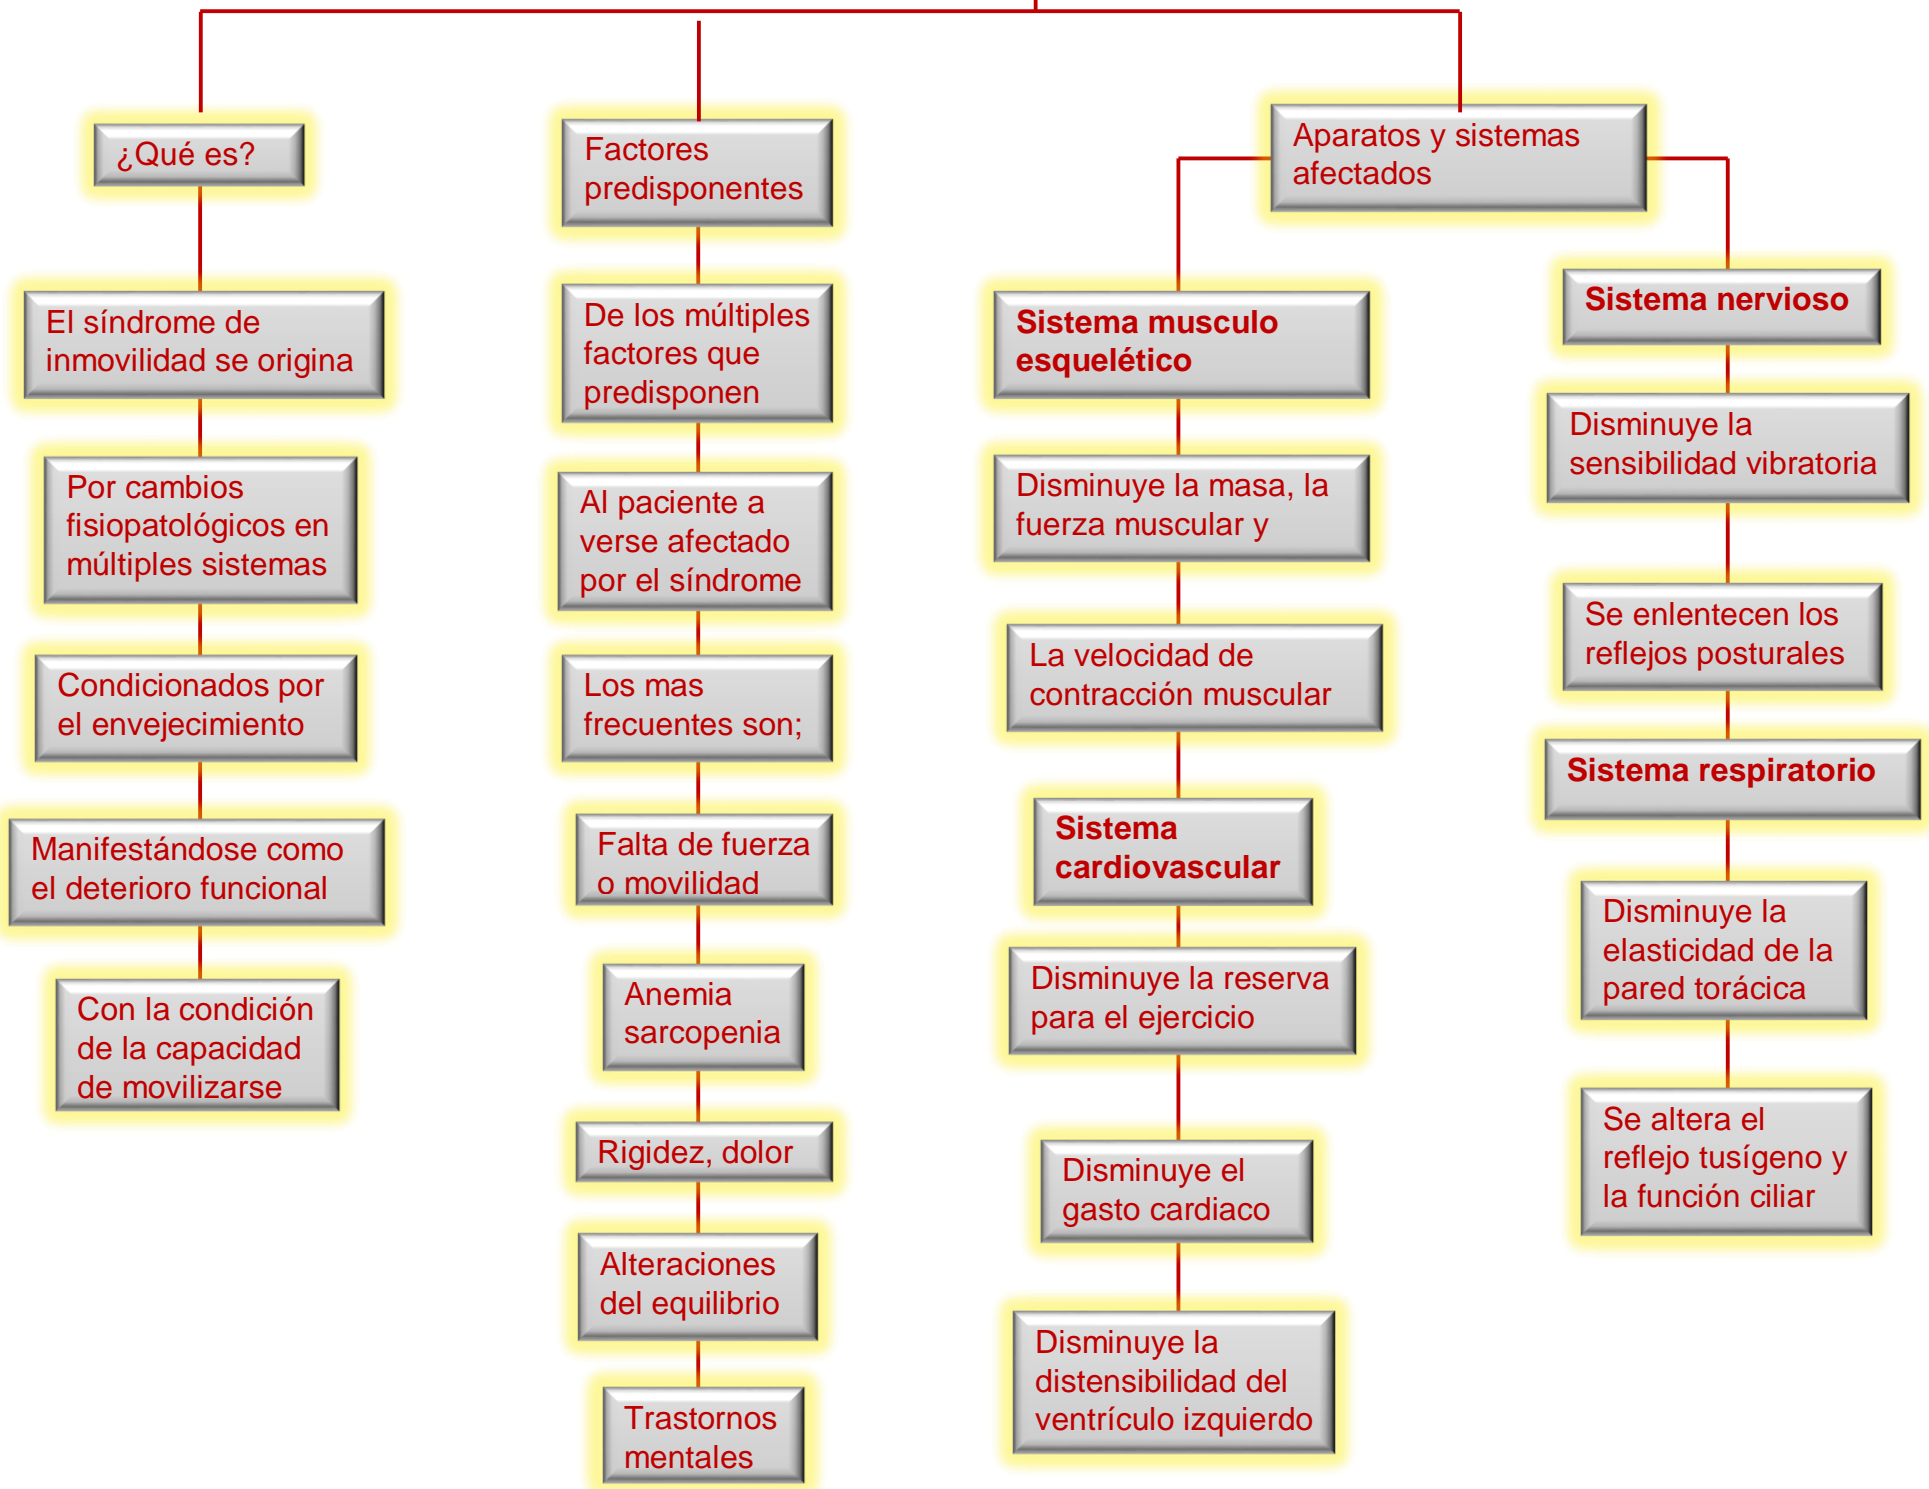 ¿Qué es?
El síndrome de
inmovilidad se origina
Por cambios
fisiopatológicos en
múltiples sistemas
Condicionados por
el envejecimiento
Manifestándose como
el deterioro funcional
Con la condición
de la capacidad
de movilizarse
Factores
predisponentes
De los múltiples
factores que
predisponen
Al paciente a
verse afectado
por el síndrome
Los mas
frecuentes son;
Falta de fuerza
o movilidad
Anemia
sarcopenia
Rigidez, dolor
Alteraciones
del equilibrio
Trastornos
mentales
Aparatos y sistemas
afectados
Sistema musculo
esquelético
Disminuye la masa, la
fuerza muscular y
La velocidad de
contracción muscular
Sistema
cardiovascular
Disminuye la reserva
para el ejercicio
Disminuye el
gasto cardiaco
Disminuye la
distensibilidad del
ventrículo izquierdo
Sistema nervioso
Disminuye la
sensibilidad vibratoria
Se enlentecen los
reflejos posturales
Sistema respiratorio
Disminuye la
elasticidad de la
pared torácica
Se altera el
reflejo tusígeno y
la función ciliar